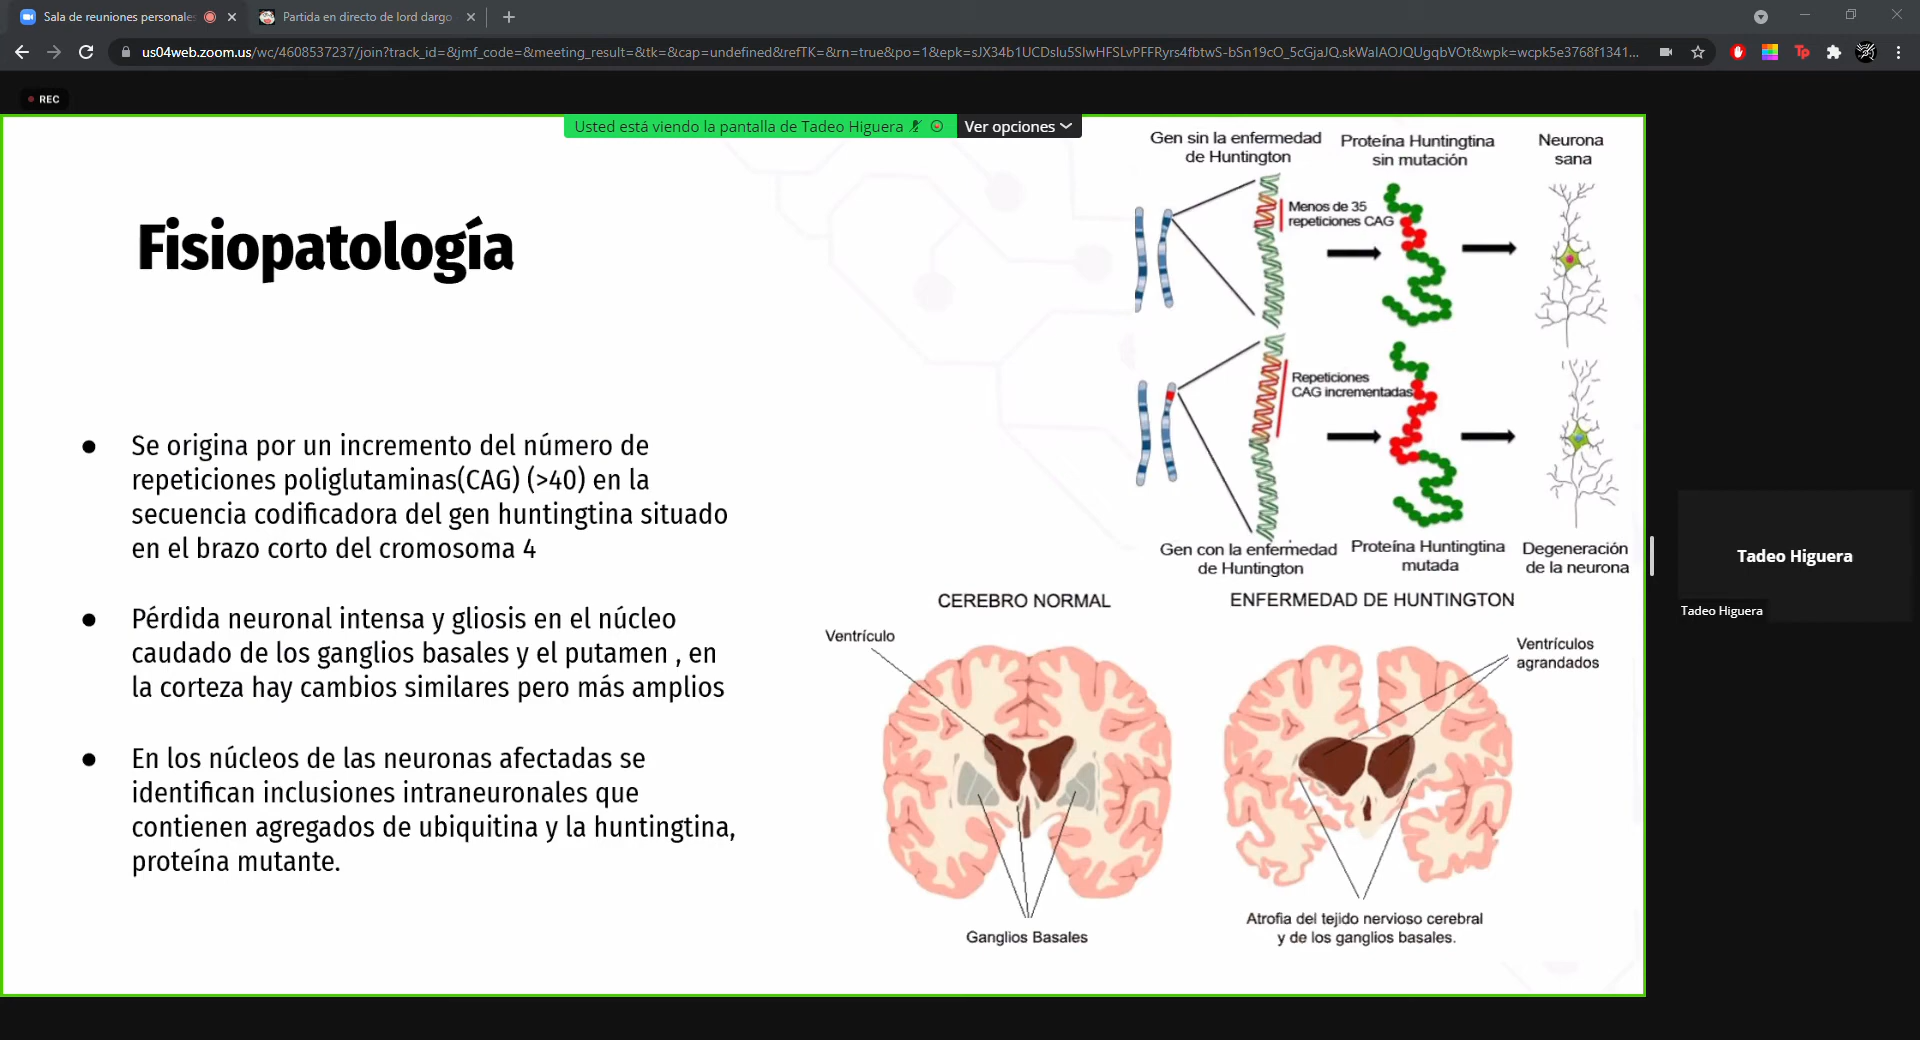 Sala de reuniones personales
Partida en directo de lord dargo
us04web.zoom.us/wc/4608537237/join?track_id=&jmf_code=&meeting_result=&tk=&cap=undefined&refTK=&rn=true&po=1&epk=sJX34b1UCDslu5SlwHFSLvPFFRyrs4fbtwS-bSn19cO_5cGjaJQ.skWaIAOJQUgqbVOt&wpk=wcpk5e3768f1341...
REC
Usted está viendo la pantalla de Tadeo Higuera
Ver opciones
Fisiopatología
Se origina por un incremento del número de
repeticiones poliglutaminas(CAG) (>40) en la
secuencia codificadora del gen huntingtina situado
en el brazo corto del cromosoma 4
Pérdida neuronal intensa y gliosis en el núcleo
caudado de los ganglios basales y el putamen , en
la corteza hay cambios similares pero más amplios
En los núcleos de las neuronas afectadas se
identifican inclusiones intraneuronales que
contienen agregados de ubiquitina y la huntingtina,
proteína mutante.
Gen sin la enfermedad
de Huntington
Proteína Huntingtina
sin mutación
Neurona
sana
Menos de 35
repeticiones CAG
Repeticiones
CAG incrementadas
Gen con la enfermedad
de Huntington
Proteína Huntingtina
mutada
Degeneración
de la neurona
CEREBRO NORMAL
ENFERMEDAD DE HUNTINGTON
Ventrículo
Ventrículos
agrandados
Ganglios Basales
Atrofia del tejido nervioso cerebral
y de los ganglios basales.
Tadeo Higuera
Tadeo Higuera